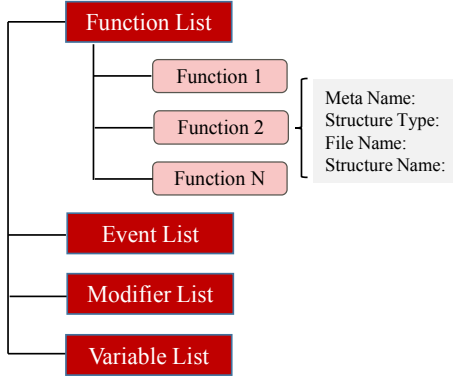 Function List
Function 1
Function 2
Function N
Meta Name:
Structure Type:
File Name:
Structure Name:
Event List
Modifier List
Variable List